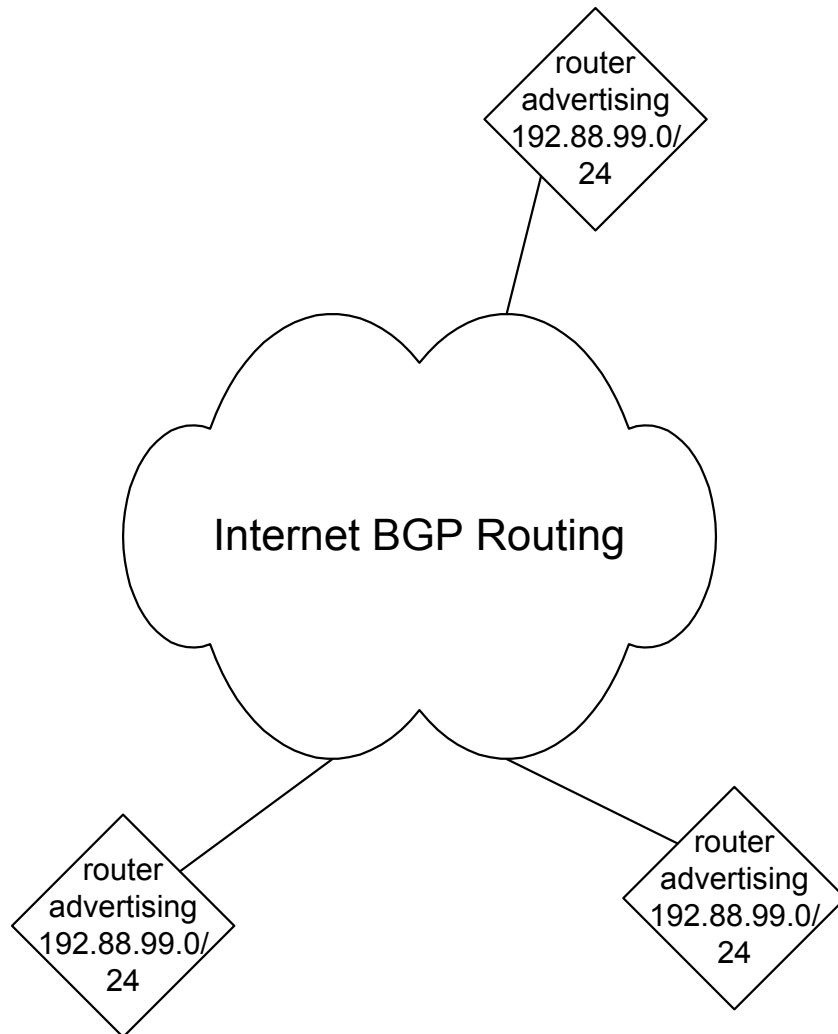 router
advertising
192.88.99.0/
24
Internet BGP Routing
router
advertising
192.88.99.0/
24
router
advertising
192.88.99.0/
24